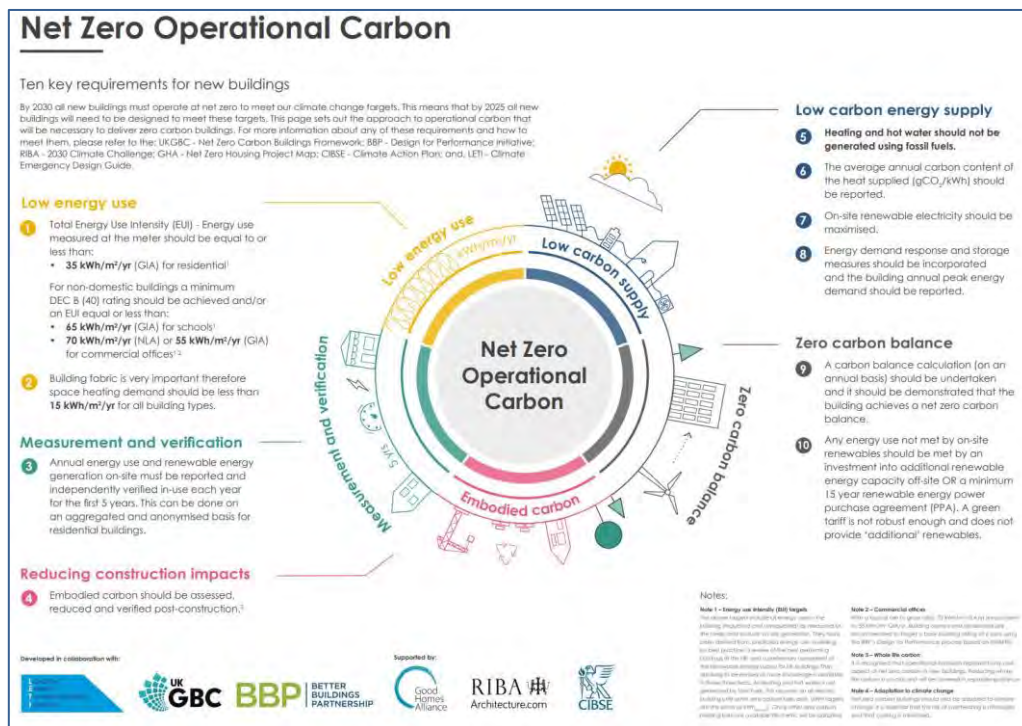 Net Zero Operational Carbon
Ten key requirements for new buildings
By 2030 all new buildings must operate at net zero to meet our climate change targets. This means that by 2025 all new
buildings will need to be designed to meet these targets. This page sets out the approach to operational carbon that
will be necessary to deliver zero carbon buildings. For more information about any of these requirements and how to
meet them, please refer to the: UKGBC - Net Zero Carbon Buildings Framework; BBP - Design for Performance Initiative;
RIBA - 2030 Climate Challenge; GHA - Net Zero Housing Project Map; CIBSE - Climate Action Plan; and, LETI - Climate
Emergency Design Guide.
Low energy use
1 Total Energy Use Intensity (EUI) - Energy use
measured at the meter should be equal to or
less than:
• 35 kWh/m²/yr (GIA) for residential¹
For non-domestic buildings a minimum
DEC B (40) rating should be achieved and/or
an EUI equal or less than:
• 65 kWh/m²/yr (GIA) for schools¹
• 70 kWh/m²/yr (NLA) or 55 kWh/m²/yr (GIA)
for commercial offices¹ ²
2 Building fabric is very important therefore
space heating demand should be less than
15 kWh/m²/yr for all building types.
Measurement and verification
3 Annual energy use and renewable energy
generation on-site must be reported and
independently verified in-use each year
for the first 5 years. This can be done on
an aggregated and anonymised basis for
residential buildings.
Reducing construction impacts
4 Embodied carbon should be assessed,
reduced and verified post-construction.³
Low energy use
kWh/m²/yr
Low carbon supply
Zero carbon balance
Embodied carbon
Measurement and verification
5 yrs
Net Zero
Operational
Carbon
Low carbon energy supply
5 Heating and hot water should not be
generated using fossil fuels.
6 The average annual carbon content of
the heat supplied (gCO₂/kWh) should
be reported.
7 On-site renewable electricity should be
maximised.
8 Energy demand response and storage
measures should be incorporated
and the building annual peak energy
demand should be reported.
Zero carbon balance
9 A carbon balance calculation (on an
annual basis) should be undertaken
and it should be demonstrated that the
building achieves a net zero carbon
balance.
10 Any energy use not met by on-site
renewables should be met by an
investment into additional renewable
energy capacity off-site OR a minimum
15 year renewable energy power
purchase agreement (PPA). A green
tariff is not robust enough and does not
provide 'additional' renewables.
Notes:
Note 1 – Energy use intensity (EUI) targets
Note 2 – Commercial offices
Note 3 – Whole life carbon
Note 4 – Adaptation to climate change
Developed in collaboration with:
UK
GBC
BBP
BETTER
BUILDINGS
PARTNERSHIP
Supported by:
Good
Homes
Alliance
RIBA
Architecture.com
CIBSE